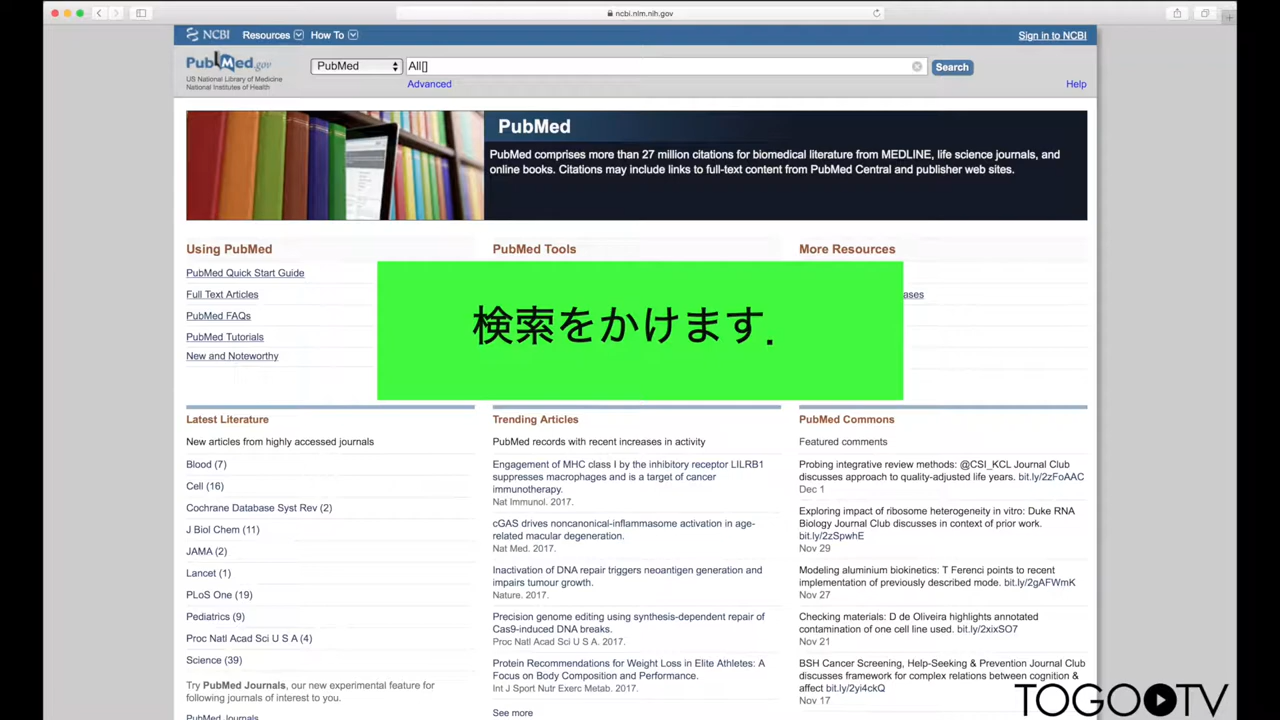 ncbi.nlm.nih.gov
NCBI Resources How To Sign in to NCBI
PubMed.gov
US National Library of Medicine
National Institutes of Health
PubMed All[] Search
Advanced Help
PubMed
PubMed comprises more than 27 million citations for biomedical literature from MEDLINE, life science journals, and
online books. Citations may include links to full-text content from PubMed Central and publisher web sites.
Using PubMed
PubMed Quick Start Guide
Full Text Articles
PubMed FAQs
PubMed Tutorials
New and Noteworthy
PubMed Tools
More Resources
ases
検索をかけます.
Latest Literature
New articles from highly accessed journals
Blood (7)
Cell (16)
Cochrane Database Syst Rev (2)
J Biol Chem (11)
JAMA (2)
Lancet (1)
PLoS One (19)
Pediatrics (9)
Proc Natl Acad Sci U S A (4)
Science (39)
Try PubMed Journals, our new experimental feature for
following journals of interest to you.
PubMed Journals
Trending Articles
PubMed records with recent increases in activity
Engagement of MHC class I by the inhibitory receptor LILRB1
suppresses macrophages and is a target of cancer
immunotherapy.
Nat Immunol. 2017.
cGAS drives noncanonical-inflammasome activation in age-
related macular degeneration.
Nat Med. 2017.
Inactivation of DNA repair triggers neoantigen generation and
impairs tumour growth.
Nature. 2017.
Precision genome editing using synthesis-dependent repair of
Cas9-induced DNA breaks.
Proc Natl Acad Sci U S A. 2017.
Protein Recommendations for Weight Loss in Elite Athletes: A
Focus on Body Composition and Performance.
Int J Sport Nutr Exerc Metab. 2017.
See more
PubMed Commons
Featured comments
Probing integrative review methods: @CSI_KCL Journal Club
discusses approach to quality-adjusted life years. bit.ly/2zFoAAC
Dec 1
Exploring impact of ribosome heterogeneity in vitro: Duke RNA
Biology Journal Club discusses in context of prior work.
bit.ly/2zSpwhE
Nov 29
Modeling aluminium biokinetics: T Ferenci points to recent
implementation of previously described mode. bit.ly/2gAFWmK
Nov 27
Checking materials: D de Oliveira highlights annotated
contamination of one cell line used. bit.ly/2xixSO7
Nov 21
BSH Cancer Screening, Help-Seeking & Prevention Journal Club
discusses framework for complex relations between cognition &
affect bit.ly/2yi4ckQ
Nov 17
TOGO TV